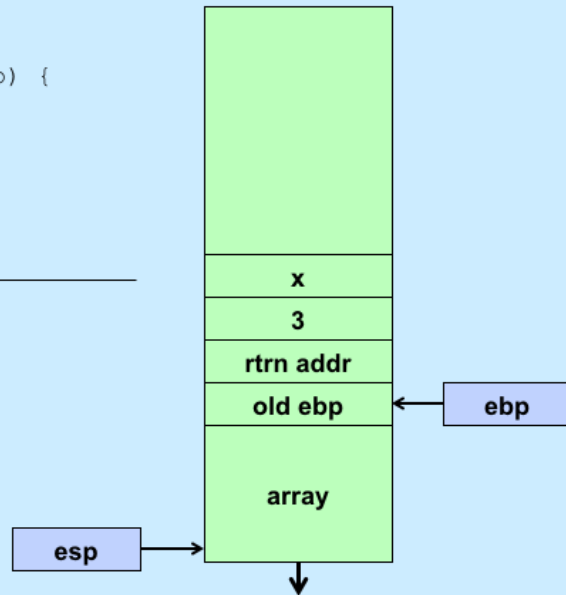 ) {
x
3
rtrn addr
old ebp
ebp
array
esp